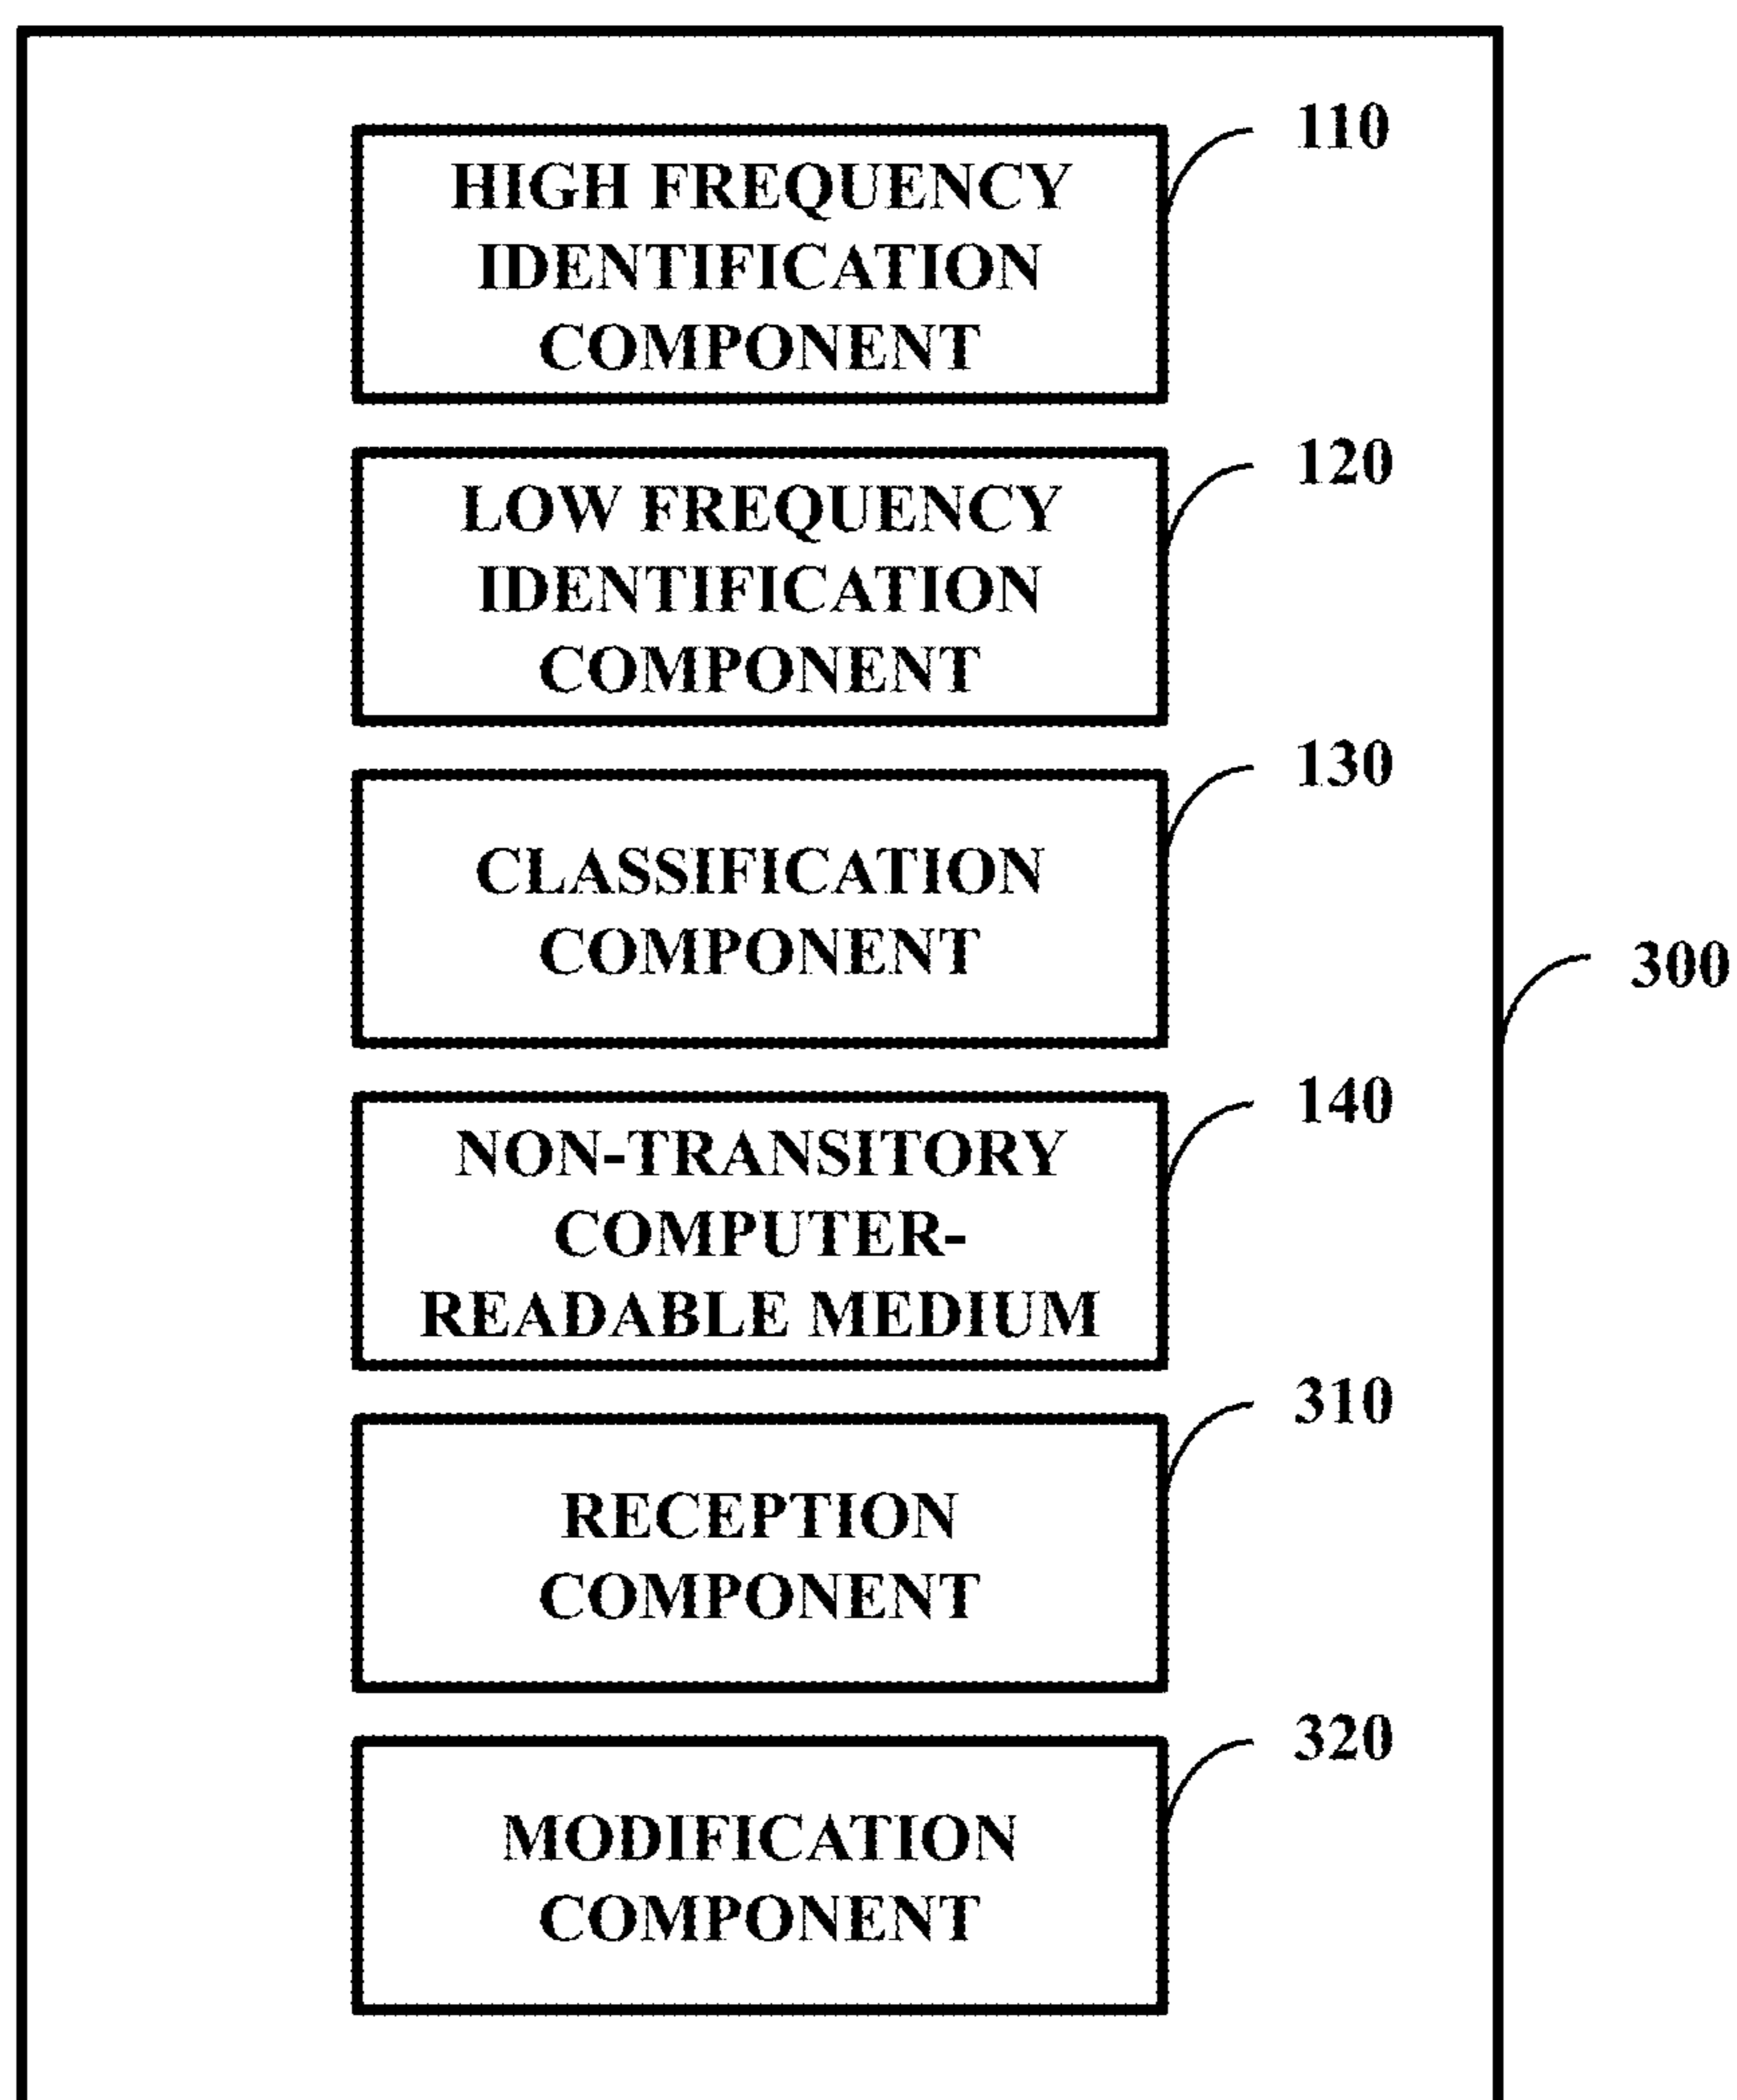 110
HIGH FREQUENCY
IDENTIFICATION
COMPONENT
120
LOW FREQUENCY
IDENTIFICATION
COMPONENT
130
CLASSIFICATION
COMPONENT
300
140
NON-TRANSITORY
COMPUTER-
READABLE MEDIUM
310
RECEPTION
COMPONENT
320
MODIFICATION
COMPONENT